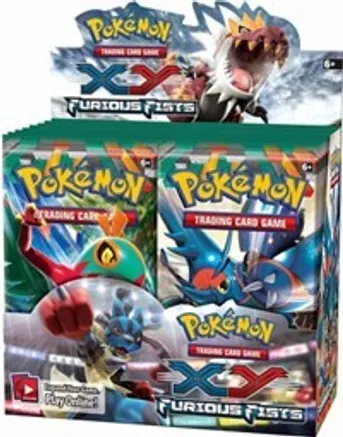 POKÉMON
TRADING CARD GAME
XY
FURIOUS FISTS
6+
6+
POKÉMON
TRADING CARD
6+
POKÉMON
TRADING CARD GAME
POKÉMON
TRADING CARD GAME
XY
FURIOUS FISTS
Play Online!